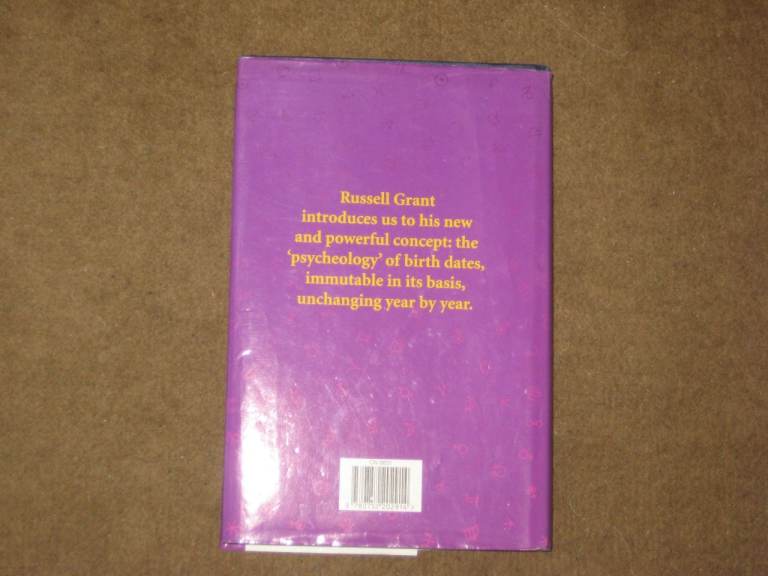 Russell Grant
introduces us to his new
and powerful concept: the
‘psycheology’ of birth dates,
immutable in its basis,
unchanging year by year.